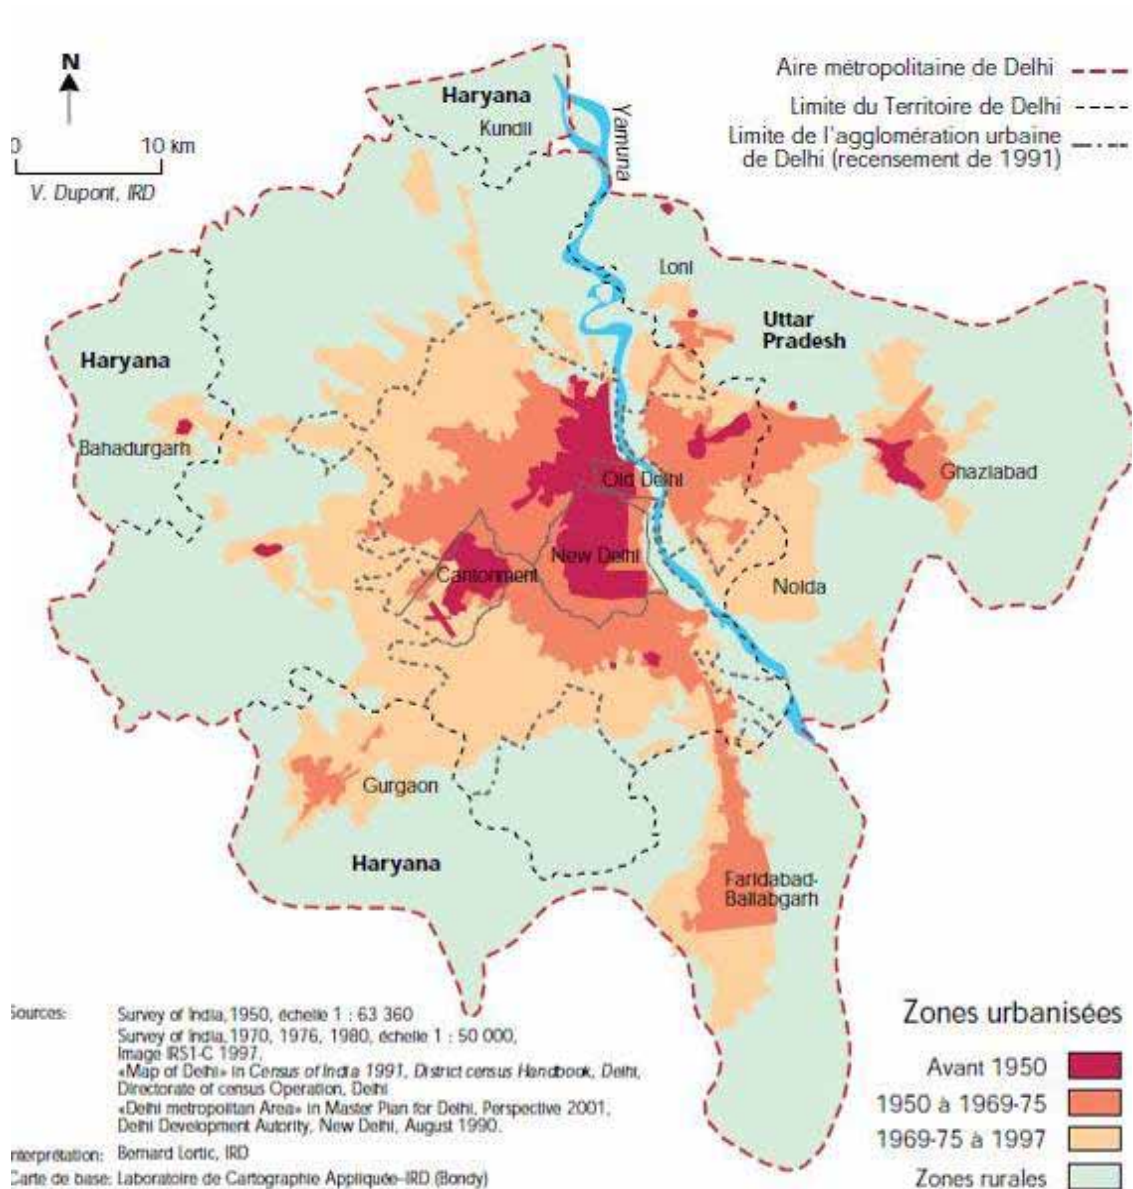 N
0 10 km
V. Dupont, IRD
Aire métropolitaine de Delhi
Limite du Territoire de Delhi
Limite de l'agglomération urbaine
de Delhi (recensement de 1991)
Haryana
Kundli
Yamuna
Loni
Uttar
Pradesh
Haryana
Bahadurgarh
Ghaziabad
Old Delhi
New Delhi
Cantonment
Noida
Gurgaon
Haryana
Faridabad-
Ballabgarh
Sources: Survey of India, 1950, échelle 1 : 63 360
Survey of India, 1970, 1976, 1980, échelle 1 : 50 000,
Image IRS1-C 1997.
«Map of Delhi» in Census of India 1991, District census Handbook, Delhi,
Directorate of census Operation, Delhi
«Delhi metropolitan Area» in Master Plan for Delhi, Perspective 2001,
Delhi Development Autority, New Delhi, August 1990.
Interprétation: Bernard Lortic, IRD
Carte de base: Laboratoire de Cartographie Appliquée–IRD (Bondy)
Zones urbanisées
Avant 1950
1950 à 1969-75
1969-75 à 1997
Zones rurales